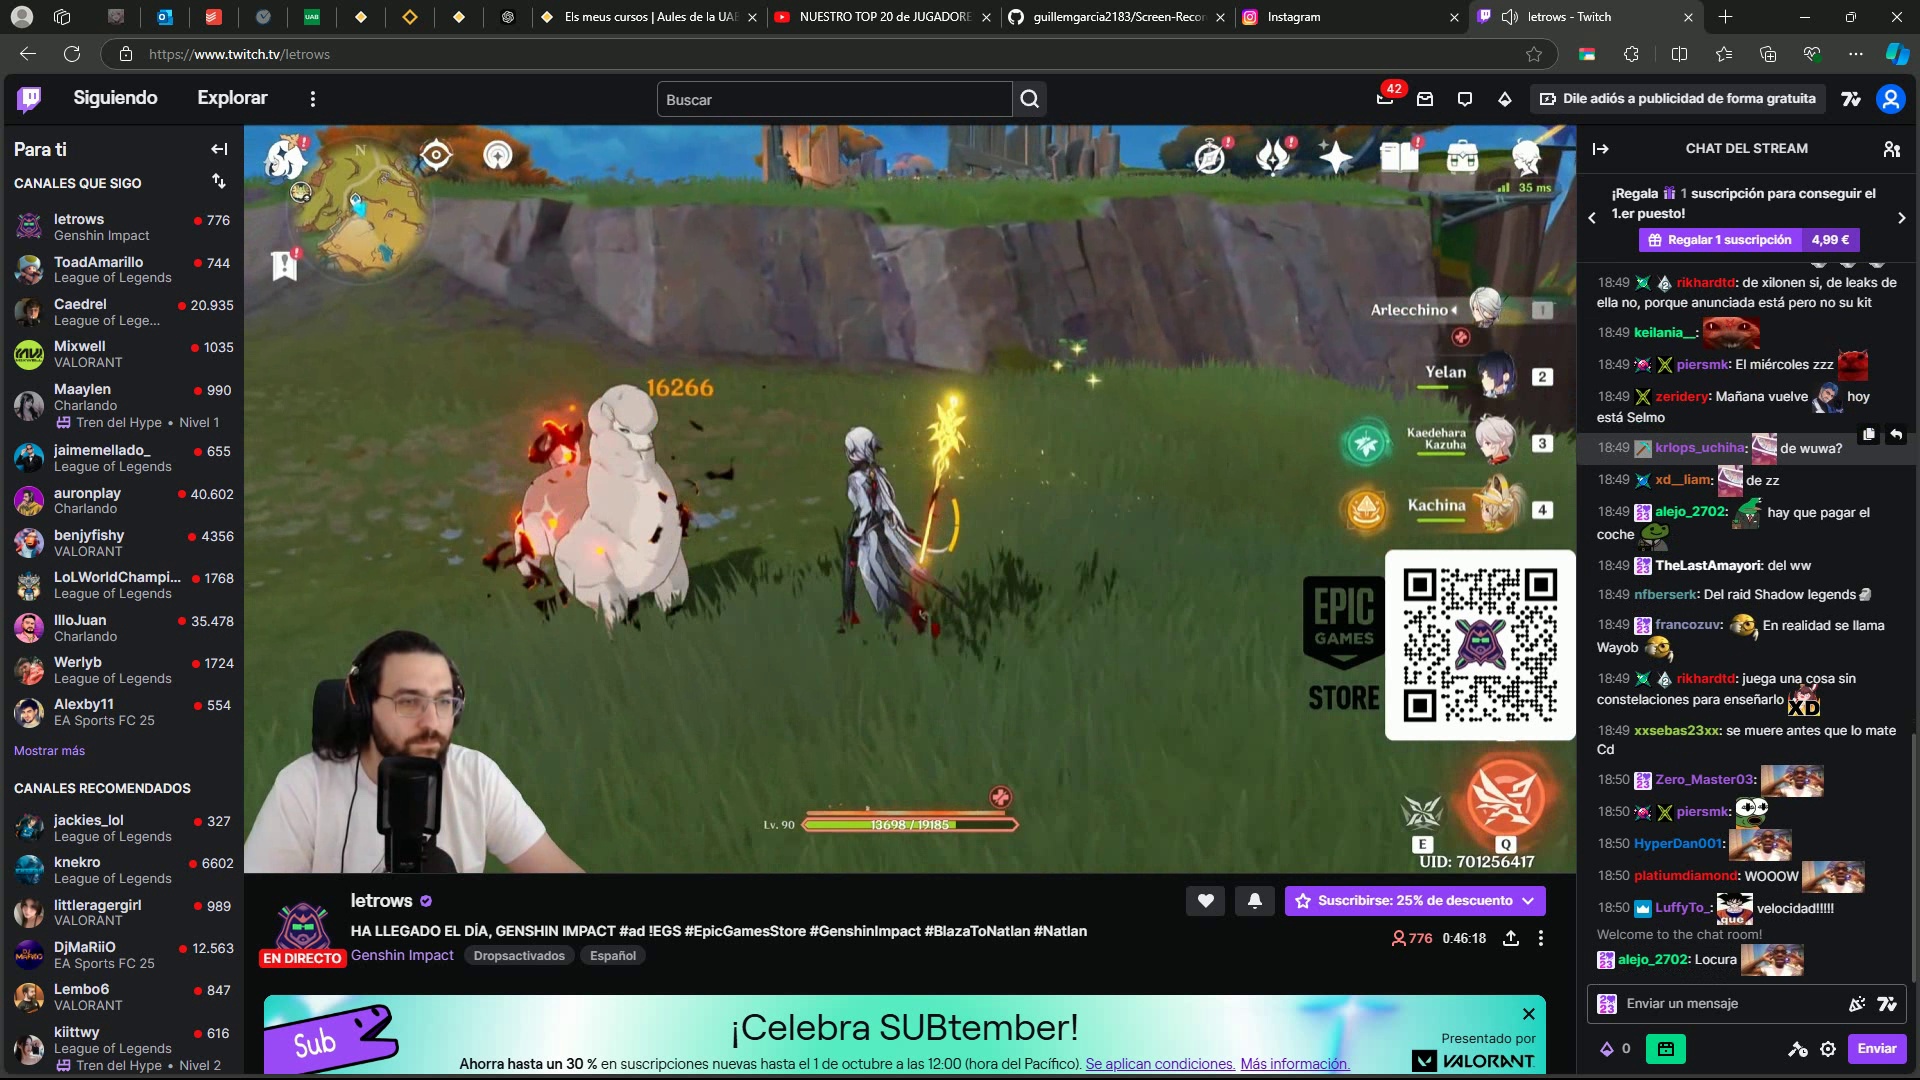 Els meus cursos | Aules de la UAB
NUESTRO TOP 20 de JUGADORE
guillemgarcia2183/Screen-Recor
Instagram
letrows - Twitch
https://www.twitch.tv/letrows
Siguiendo
Explorar
Buscar
42
Dile adiós a publicidad de forma gratuita
Para ti
CANALES QUE SIGO
letrows
776
Genshin Impact
ToadAmarillo
744
League of Legends
Caedrel
20.935
League of Lege...
Mixwell
1035
VALORANT
Maaylen
990
Charlando
Tren del Hype • Nivel 1
jaimemellado_
655
League of Legends
auronplay
40.602
Charlando
benjyfishy
4356
VALORANT
LoLWorldChampi...
1768
League of Legends
IlloJuan
35.478
Charlando
Werlyb
1724
League of Legends
Alexby11
554
EA Sports FC 25
Mostrar más
CANALES RECOMENDADOS
jackies_lol
327
League of Legends
knekro
6602
League of Legends
littleragergirl
989
VALORANT
DjMaRiiO
12.563
EA Sports FC 25
Lembo6
847
VALORANT
kiittwy
616
League of Legends
Tren del Hype • Nivel 2
N
35 ms
16266
Arlecchino
1
Yelan
2
Kaedehara
Kazuha
3
Kachina
4
EPIC
GAMES
STORE
Lv. 90
13698 / 19185
E
Q
UID: 701256417
letrows
EN DIRECTO
HA LLEGADO EL DÍA, GENSHIN IMPACT #ad !EGS #EpicGamesStore #GenshinImpact #BlazaToNatlan #Natlan
Genshin Impact
Dropsactivados
Español
Suscribirse: 25% de descuento
776
0:46:18
Sub
¡Celebra SUBtember!
Ahorra hasta un 30 % en suscripciones nuevas hasta el 1 de octubre a las 12:00 (hora del Pacífico). Se aplican condiciones. Más información.
Presentado por
VALORANT
CHAT DEL STREAM
¡Regala 1 suscripción para conseguir el
1.er puesto!
Regalar 1 suscripción
4,99 €
18:49 rikhardtd: de xilonen si, de leaks de
ella no, porque anunciada está pero no su kit
18:49 keilania__:
18:49 piersmk: El miércoles zzz
18:49 zeridery: Mañana vuelve hoy
está Selmo
18:49 krlops_uchiha: de wuwa?
18:49 xd__liam: de zz
18:49 alejo_2702: hay que pagar el
coche
18:49 TheLastAmayori: del ww
18:49 nfberserk: Del raid Shadow legends
18:49 francozuv: En realidad se llama
Wayob
18:49 rikhardtd: juega una cosa sin
constelaciones para enseñarlo
XD
18:49 xxsebas23xx: se muere antes que lo mate
Cd
18:50 Zero_Master03:
18:50 piersmk:
18:50 HyperDan001:
18:50 platiumdiamond: WOOOW
18:50 LuffyTo_: velocidad!!!!!
que
Welcome to the chat room!
alejo_2702: Locura
Enviar un mensaje
0
Enviar